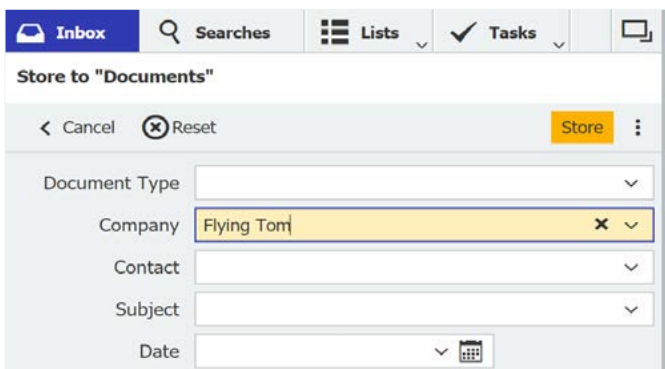 Inbox Searches Lists Tasks
Store to "Documents"
Cancel Reset Store
Document Type
Company Flying Tom
Contact
Subject
Date